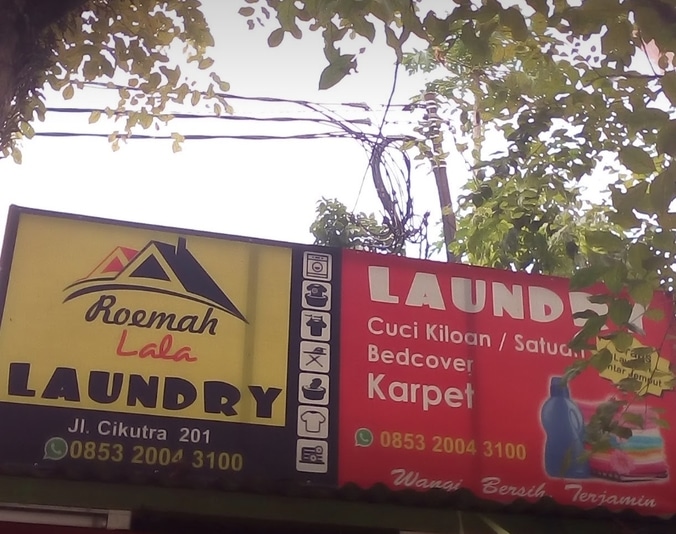 Roemah
Lala
LAUNDRY
Jl. Cikutra 201
0853 2004 3100
LAUNDRY
Cuci Kiloan / Satuan
Bedcover
Karpet
0853 2004 3100
Wangi Bersih Terjamin